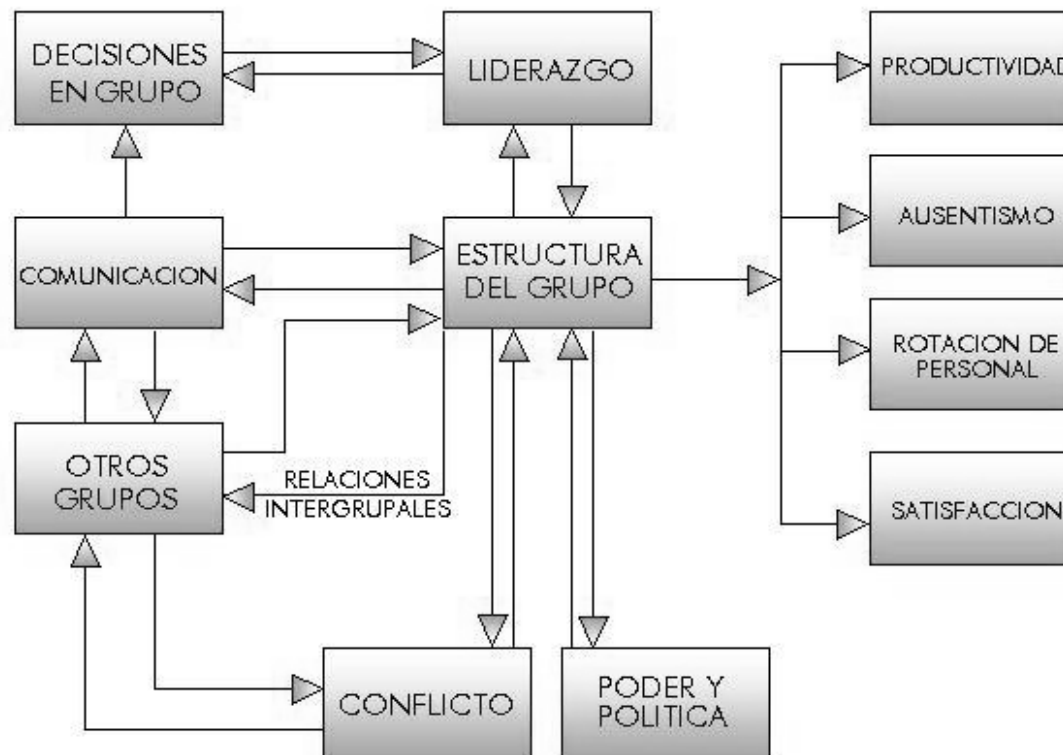 DECISIONES
EN GRUPO
LIDERAZGO
PRODUCTIVIDAD
AUSENTISMO
COMUNICACION
ESTRUCTURA
DEL GRUPO
ROTACION DE
PERSONAL
OTROS
GRUPOS
RELACIONES
INTERGRUPALES
SATISFACCION
CONFLICTO
PODER Y
POLITICA